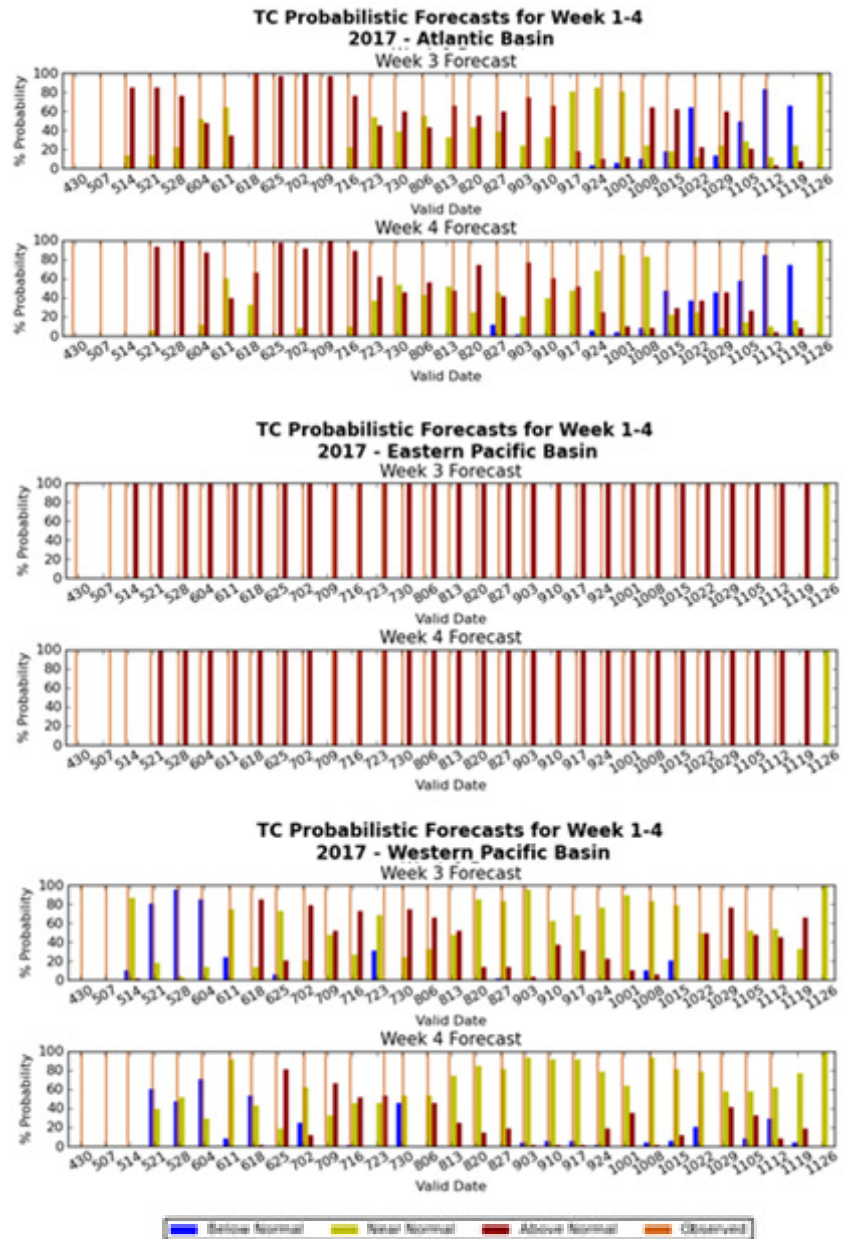 TC Probabilistic Forecasts for Week 1-4
2017 - Atlantic Basin
Week 3 Forecast
% Probability
100
80
60
40
20
0
430 507 514 521 528 604 611 618 625 702 709 716 723 730 806 813 820 827 903 910 917 924 1001 1008 1015 1022 1029 1105 1112 1119 1126
Valid Date
Week 4 Forecast
% Probability
100
80
60
40
20
0
430 507 514 521 528 604 611 618 625 702 709 716 723 730 806 813 820 827 903 910 917 924 1001 1008 1015 1022 1029 1105 1112 1119 1126
Valid Date
TC Probabilistic Forecasts for Week 1-4
2017 - Eastern Pacific Basin
Week 3 Forecast
% Probability
100
80
60
40
20
0
430 507 514 521 528 604 611 618 625 702 709 716 723 730 806 813 820 827 903 910 917 924 1001 1008 1015 1022 1029 1105 1112 1119 1126
Valid Date
Week 4 Forecast
% Probability
100
80
60
40
20
0
430 507 514 521 528 604 611 618 625 702 709 716 723 730 806 813 820 827 903 910 917 924 1001 1008 1015 1022 1029 1105 1112 1119 1126
Valid Date
TC Probabilistic Forecasts for Week 1-4
2017 - Western Pacific Basin
Week 3 Forecast
% Probability
100
80
60
40
20
0
430 507 514 521 528 604 611 618 625 702 709 716 723 730 806 813 820 827 903 910 917 924 1001 1008 1015 1022 1029 1105 1112 1119 1126
Valid Date
Week 4 Forecast
% Probability
100
80
60
40
20
0
430 507 514 521 528 604 611 618 625 702 709 716 723 730 806 813 820 827 903 910 917 924 1001 1008 1015 1022 1029 1105 1112 1119 1126
Valid Date
Below Normal Near Normal Above Normal Observed